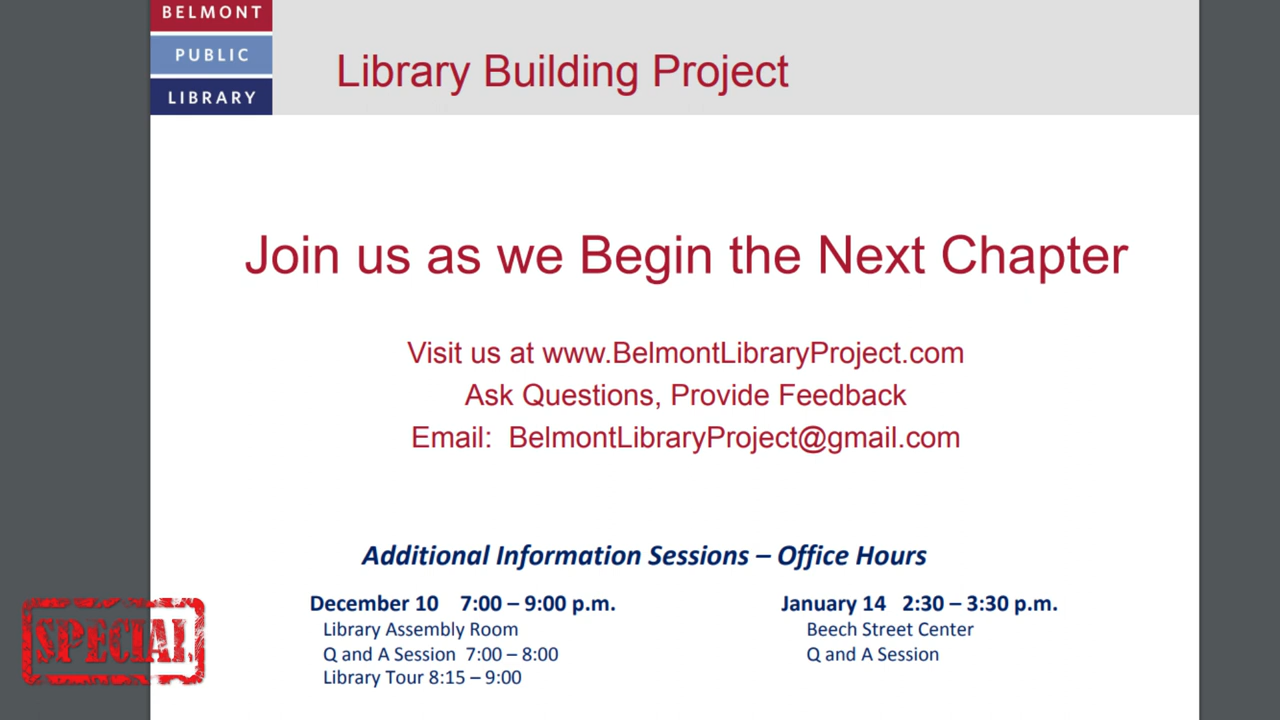 BELMONT
PUBLIC
LIBRARY
Library Building Project
Join us as we Begin the Next Chapter
Visit us at www.BelmontLibraryProject.com
Ask Questions, Provide Feedback
Email: BelmontLibraryProject@gmail.com
Additional Information Sessions – Office Hours
December 10 7:00 – 9:00 p.m.
Library Assembly Room
Q and A Session 7:00 – 8:00
Library Tour 8:15 – 9:00
January 14 2:30 – 3:30 p.m.
Beech Street Center
Q and A Session
SPECIAL